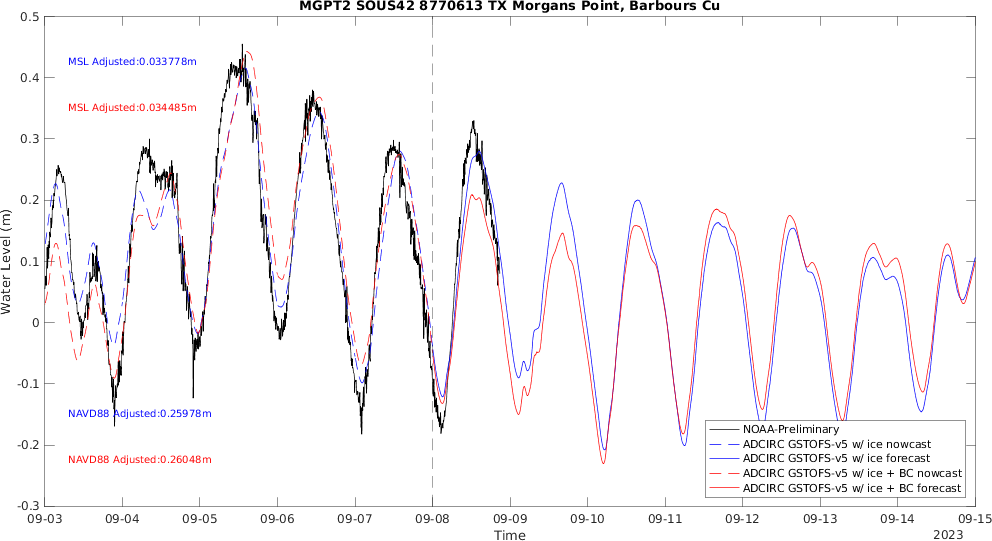 MGPT2 SOUS42 8770613 TX Morgans Point, Barbours Cu
0.5
0.4
0.3
0.2
0.1
0
-0.1
-0.2
-0.3
Water Level (m)
MSL Adjusted:0.033778m
MSL Adjusted:0.034485m
NAVD88 Adjusted:0.25978m
NAVD88 Adjusted:0.26048m
NOAA-Preliminary
ADCIRC GSTOFS-v5 w/ ice nowcast
ADCIRC GSTOFS-v5 w/ ice forecast
ADCIRC GSTOFS-v5 w/ ice + BC nowcast
ADCIRC GSTOFS-v5 w/ ice + BC forecast
09-03 09-04 09-05 09-06 09-07 09-08 09-09 09-10 09-11 09-12 09-13 09-14 09-15
Time
2023